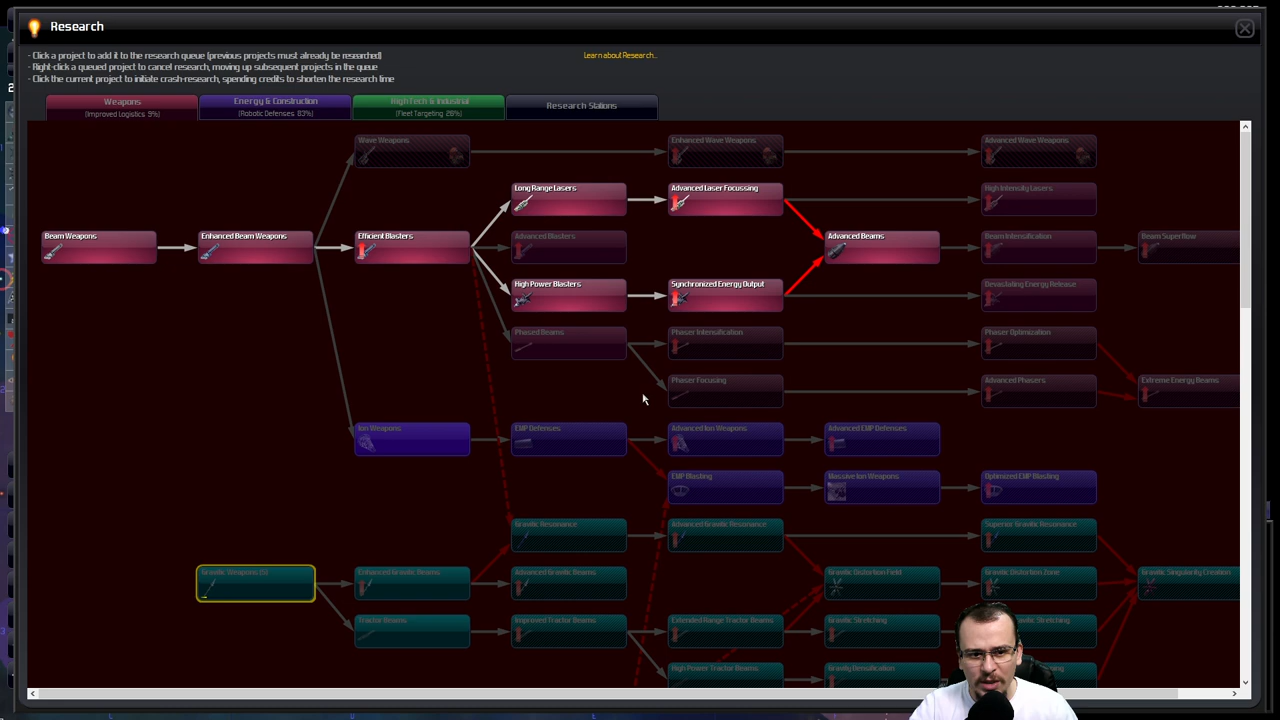 Research
- Click a project to add it to the research queue (previous projects must already be researched)
- Right-click a queued project to cancel research, moving up subsequent projects in the queue
- Click the current project to initiate crash-research, spending credits to shorten the research time
Learn about Research...
Weapons
(Improved Logistics 9%)
Energy & Construction
(Robotic Defenses 83%)
HighTech & Industrial
(Fleet Targeting 26%)
Research Stations
Wave Weapons
Enhanced Wave Weapons
Advanced Wave Weapons
Long Range Lasers
Advanced Laser Focussing
High Intensity Lasers
Beam Weapons
Enhanced Beam Weapons
Efficient Blasters
Advanced Blasters
Advanced Beams
Beam Intensification
Beam Superflow
High Power Blasters
Synchronized Energy Output
Devastating Energy Release
Phased Beams
Phaser Intensification
Phaser Optimization
Phaser Focusing
Advanced Phasers
Extreme Energy Beams
Ion Weapons
EMP Defenses
Advanced Ion Weapons
Advanced EMP Defenses
EMP Blasting
Massive Ion Weapons
Optimized EMP Blasting
Gravitic Resonance
Advanced Gravitic Resonance
Superior Gravitic Resonance
Gravitic Weapons (5)
Enhanced Gravitic Beams
Advanced Gravitic Beams
Gravitic Distortion Field
Gravitic Distortion Zone
Gravitic Singularity Creation
Tractor Beams
Improved Tractor Beams
Extended Range Tractor Beams
Gravitic Stretching
Gravitic Stretching
High Power Tractor Beams
Gravity Densification